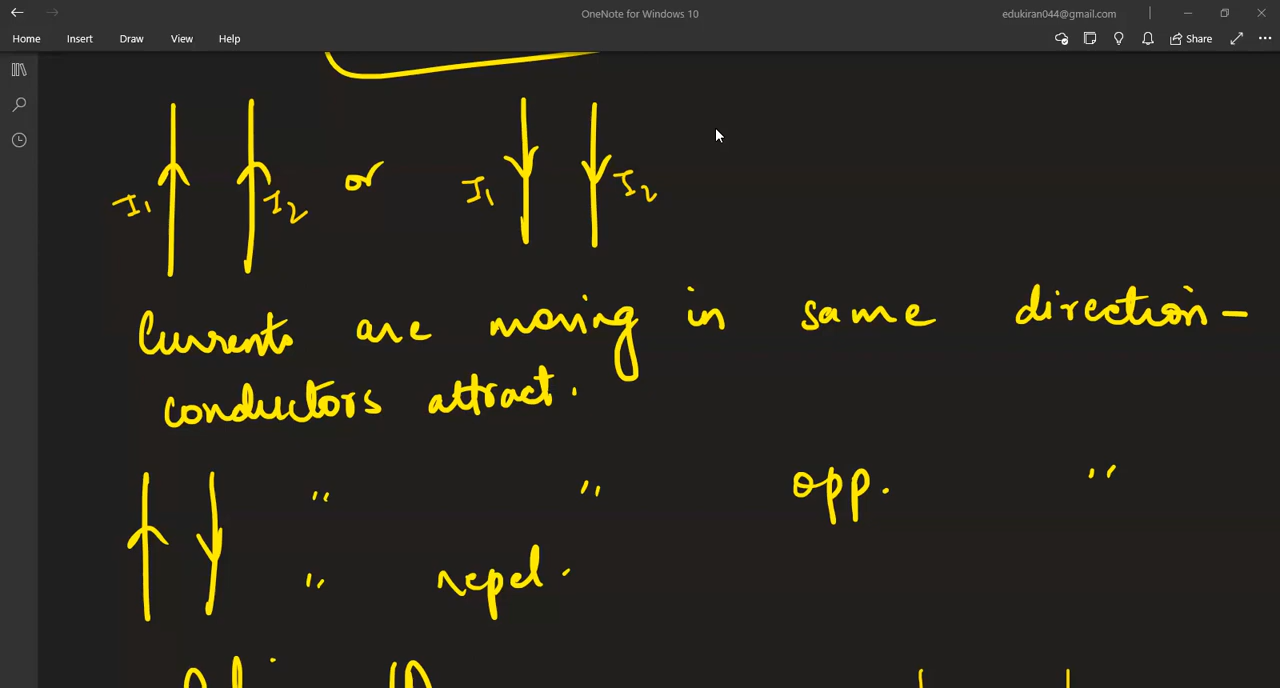 OneNote for Windows 10
edukiran044@gmail.com
Home Insert Draw View Help
Share
I1 I2 or I1 I2
Currents are moving in same direction -
conductors attract.
" " opp. "
" repel.